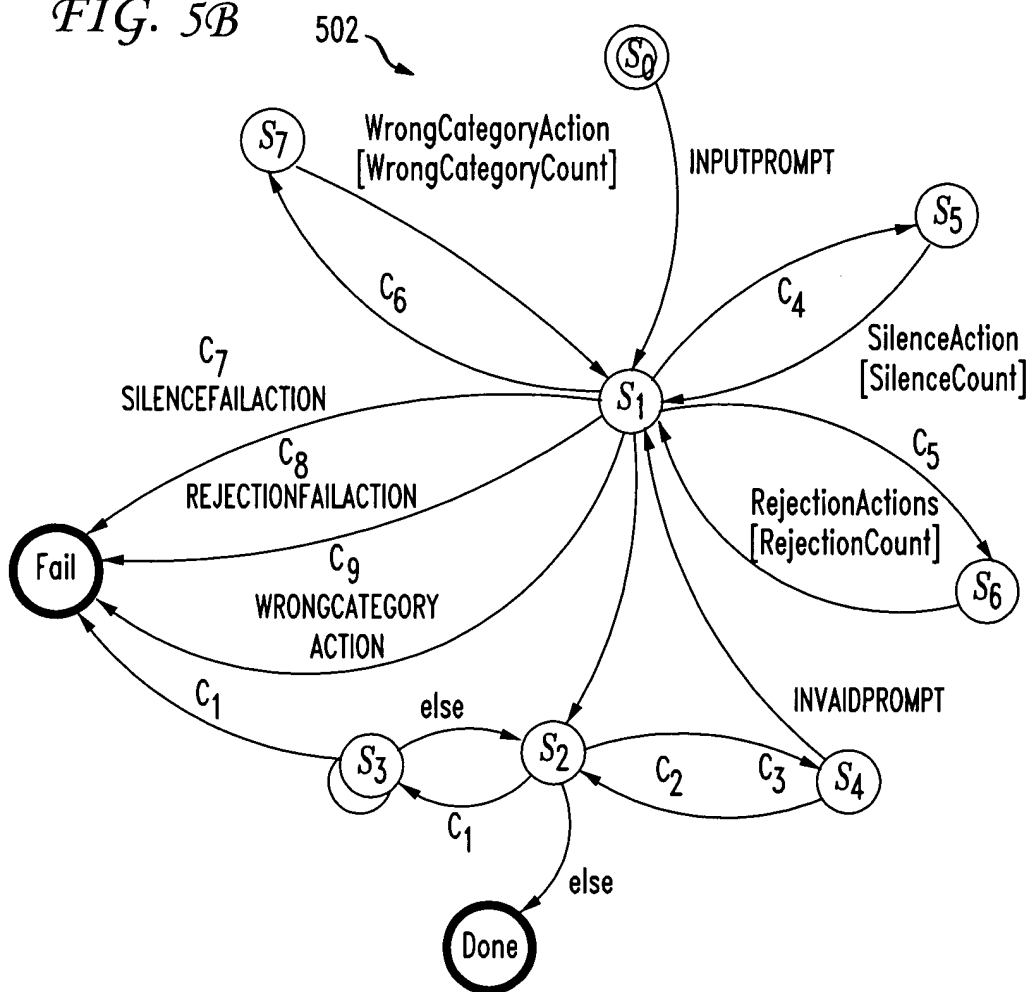 FIG. 5B
502
S0
S7
WrongCategoryAction
[WrongCategoryCount]
INPUTPROMPT
S5
C6
C4
SilenceAction
[SilenceCount]
C7
SILENCEFAILACTION
S1
C8
REJECTIONFAILACTION
C5
RejectionActions
[RejectionCount]
Fail
C9
WRONGCATEGORY
ACTION
S6
C1
else
INVAIDPROMPT
S3
S2
C2
C3
S4
C1
else
Done